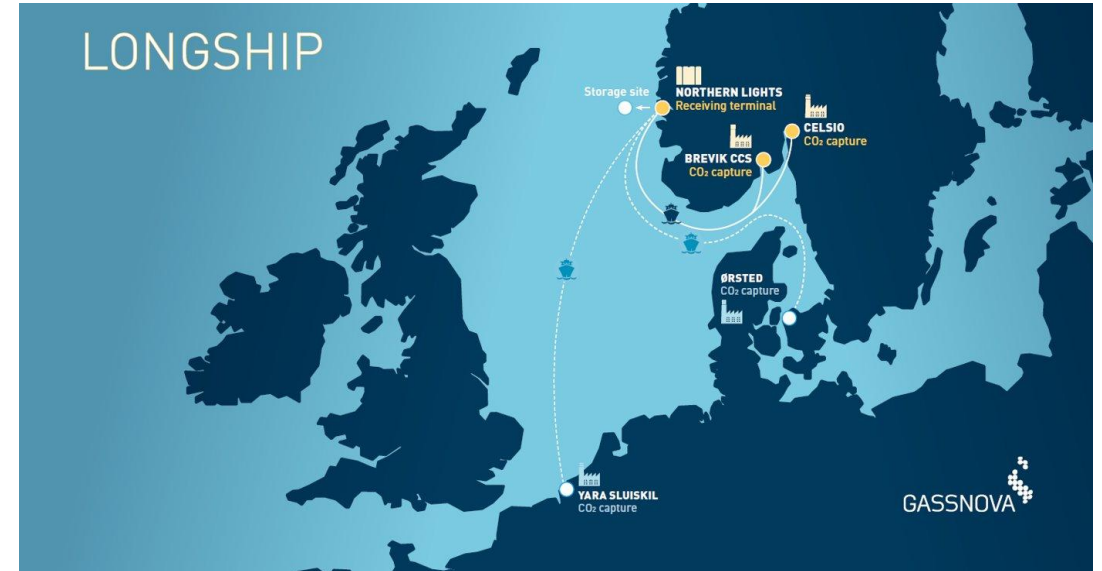 LONGSHIP
Storage site
NORTHERN LIGHTS
Receiving terminal
CELSIO
CO₂ capture
BREVIK CCS
CO₂ capture
ØRSTED
CO₂ capture
YARA SLUISKIL
CO₂ capture
GASSNOVA